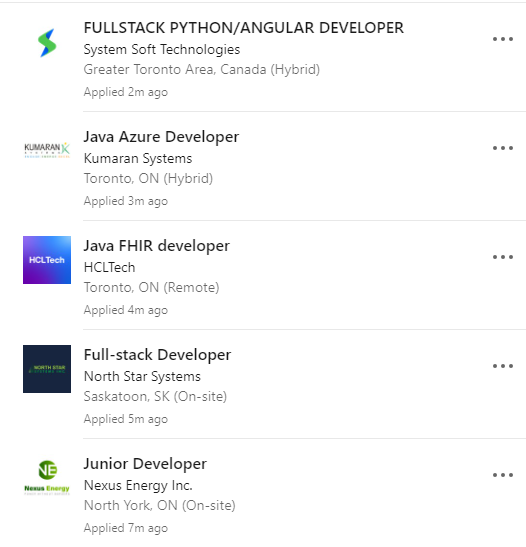 FULLSTACK PYTHON/ANGULAR DEVELOPER
System Soft Technologies
Greater Toronto Area, Canada (Hybrid)
Applied 2m ago
KUMARAN
SYSTEMS
Java Azure Developer
Kumaran Systems
Toronto, ON (Hybrid)
Applied 3m ago
HCLTech
Java FHIR developer
HCLTech
Toronto, ON (Remote)
Applied 4m ago
NORTH STAR
Full-stack Developer
North Star Systems
Saskatoon, SK (On-site)
Applied 5m ago
NE
Nexus Energy
Junior Developer
Nexus Energy Inc.
North York, ON (On-site)
Applied 7m ago